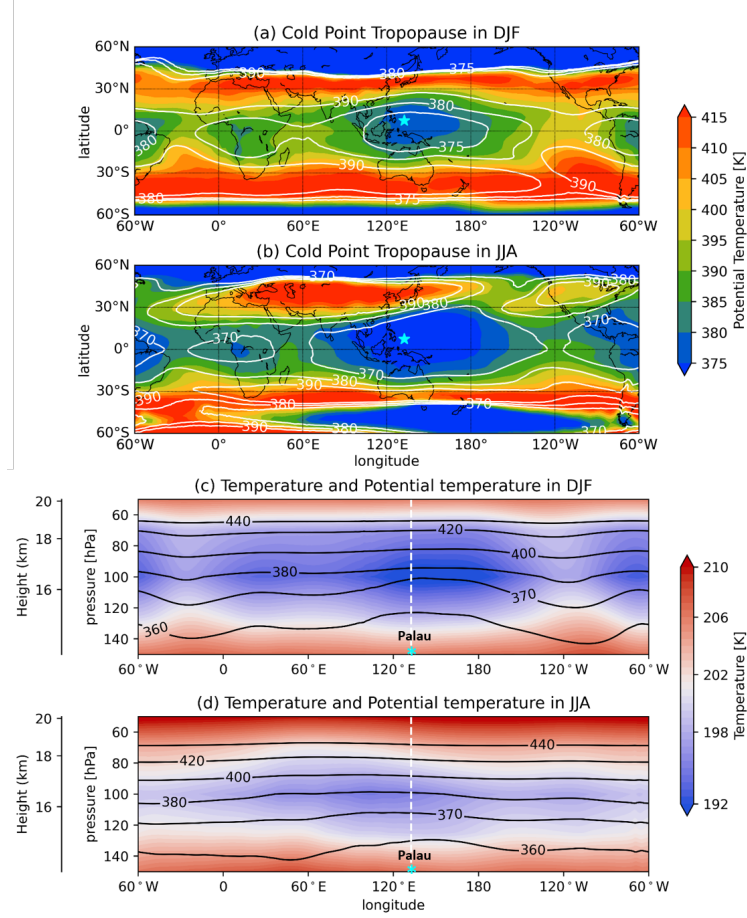 (a) Cold Point Tropopause in DJF
60°N
30°N
0°
30°S
60°S
latitude
60°W 0° 60°E 120°E 180° 120°W 60°W
390 380 375
390 380
380 375 380
390 390
380 375
(b) Cold Point Tropopause in JJA
60°N
30°N
0°
30°S
60°S
latitude
370 390 380
390 380
370 370 370
370
390 380
390 380 370
390 380 370
60°W 0° 60°E 120°E 180° 120°W 60°W
longitude
415
410
405
400
395
390
385
380
375
Potential Temperature [K]
(c) Temperature and Potential temperature in DJF
20
18
16
Height (km)
60
80
100
120
140
pressure [hPa]
440 420
400
380
370
360
Palau
60°W 0 60°E 120 180 120°W 60°W
(d) Temperature and Potential temperature in JJA
20
18
16
Height (km)
60
80
100
120
140
pressure [hPa]
440
420
400
380
370
360
Palau
60°W 0 60°E 120 180 120°W 60°W
longitude
210
206
202
198
192
Temperature [K]